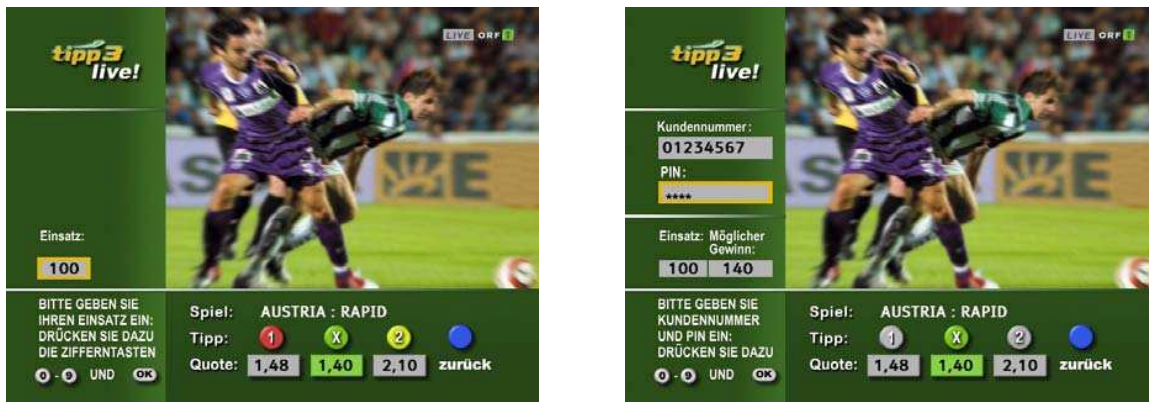 tipp3
live!
LIVE ORF 1
Einsatz:
100
BITTE GEBEN SIE
IHREN EINSATZ EIN:
DRÜCKEN SIE DAZU
DIE ZIFFERNTASTEN
0 - 9 UND OK
Spiel: AUSTRIA : RAPID
Tipp: 1 X 2
Quote: 1,48 1,40 2,10 zurück
tipp3
live!
LIVE ORF 1
Kundennummer:
01234567
PIN:
****
Einsatz: Möglicher
Gewinn:
100 140
BITTE GEBEN SIE
KUNDENNUMMER
UND PIN EIN:
DRÜCKEN SIE DAZU
0 - 9 UND OK
Spiel: AUSTRIA : RAPID
Tipp: 1 X 2
Quote: 1,48 1,40 2,10 zurück